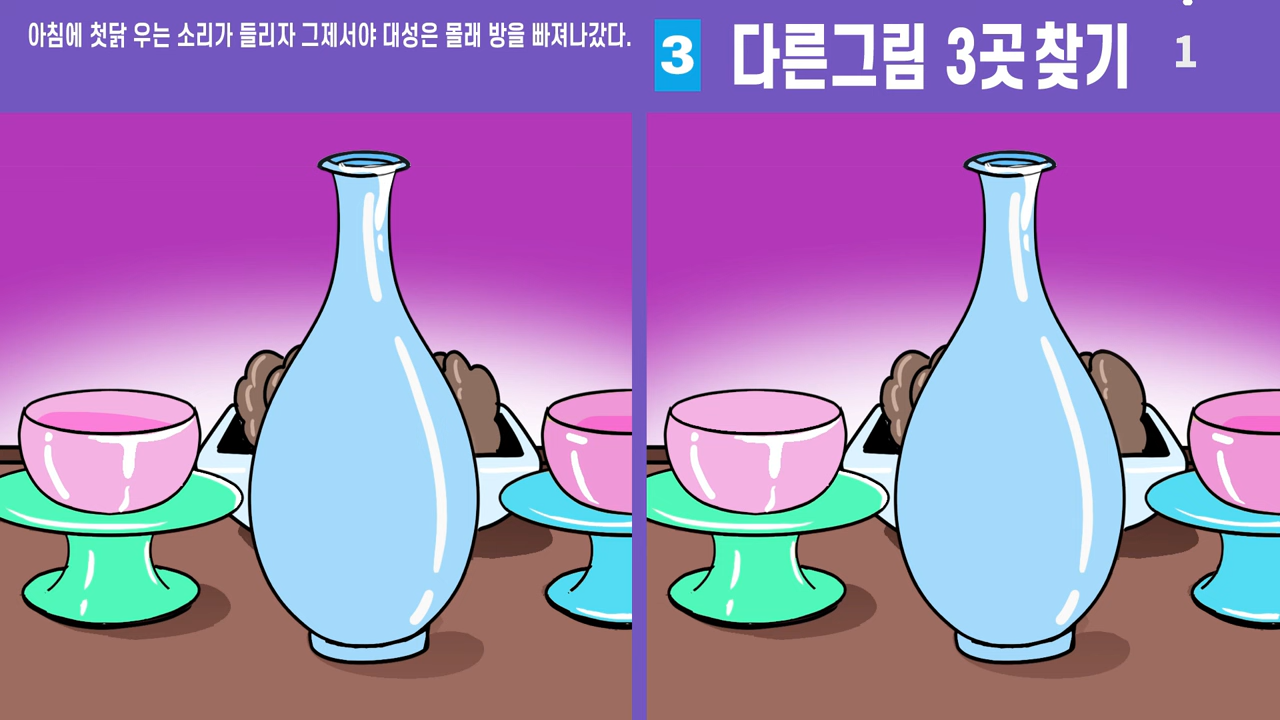 아침에 첫닭 우는 소리가 들리자 그제서야 대성은 몰래 방을 빠져나갔다.
3 다른그림 3곳 찾기 1